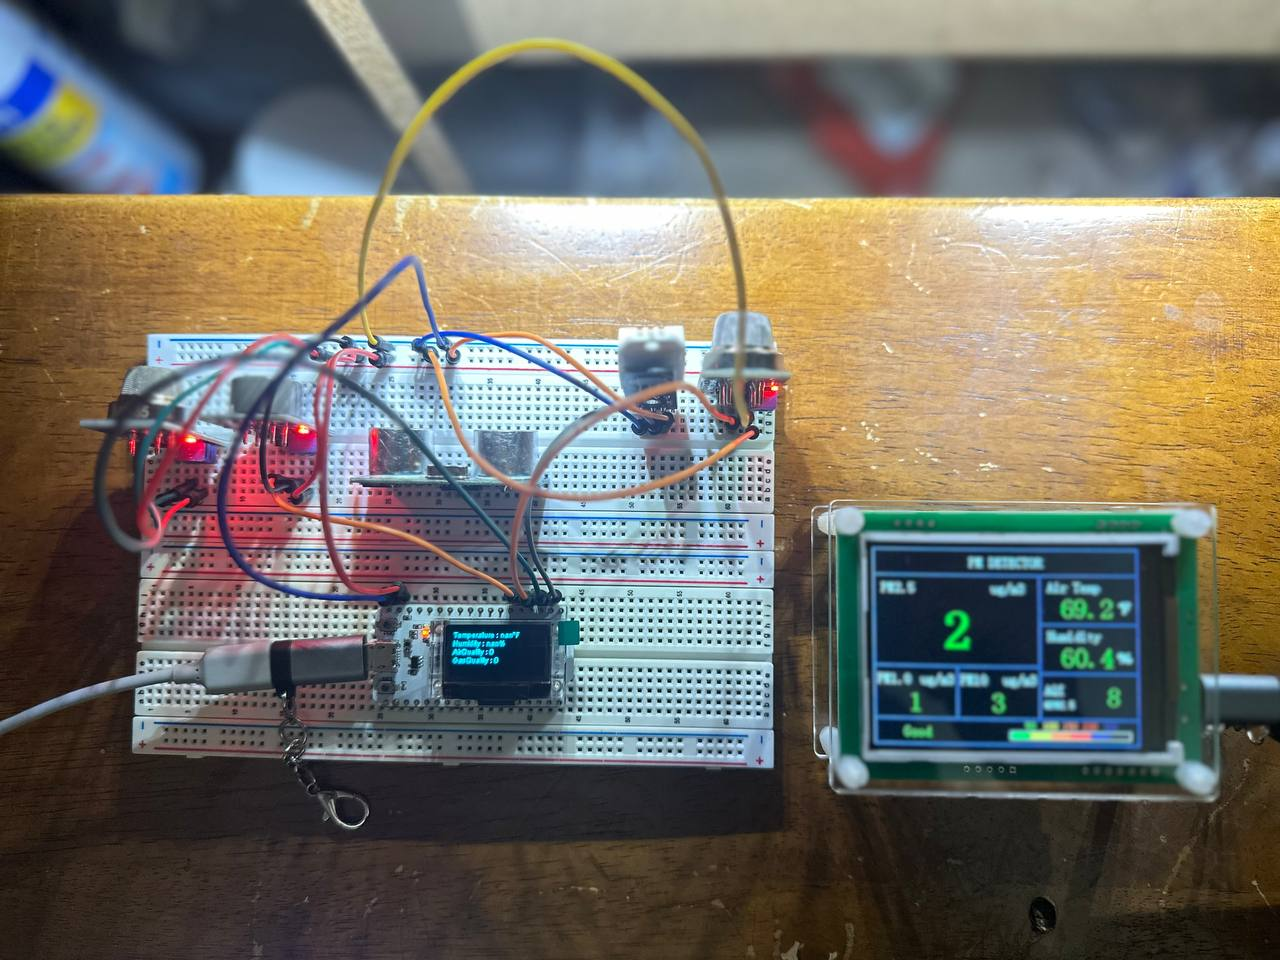 Temperature : nan°F
Humidity : nan%
AirQuality : 0
GasQuality : 0
PM DETECTOR
PM2.5 ug/m3
2
Air Temp
69.2°F
Humidity
60.4%
PM1.0 ug/m3
1
PM10 ug/m3
3
AQI
8
Good